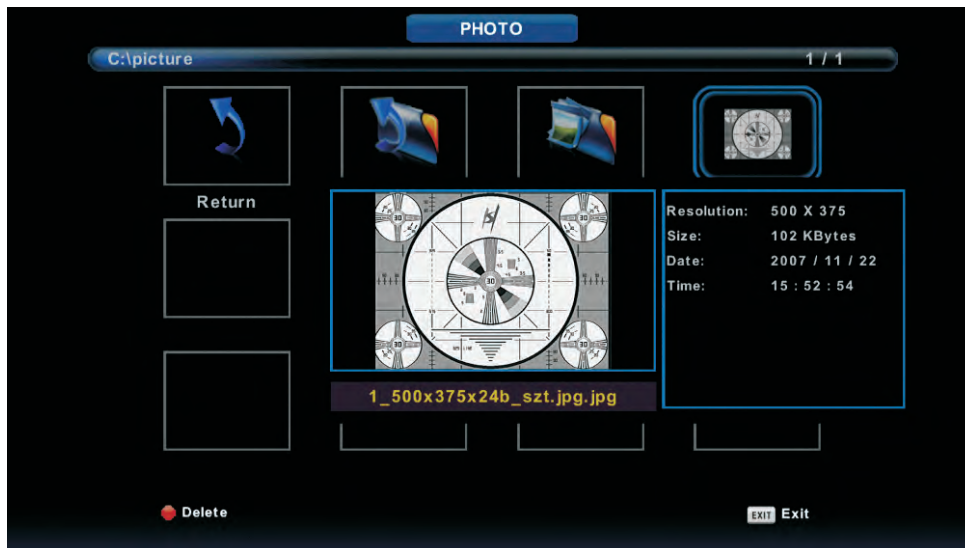 PHOTO
C:\picture 1 / 1
Return
30
Resolution: 500 X 375
Size: 102 KBytes
Date: 2007 / 11 / 22
Time: 15 : 52 : 54
1_500x375x24b_szt.jpg.jpg
Delete
EXIT Exit